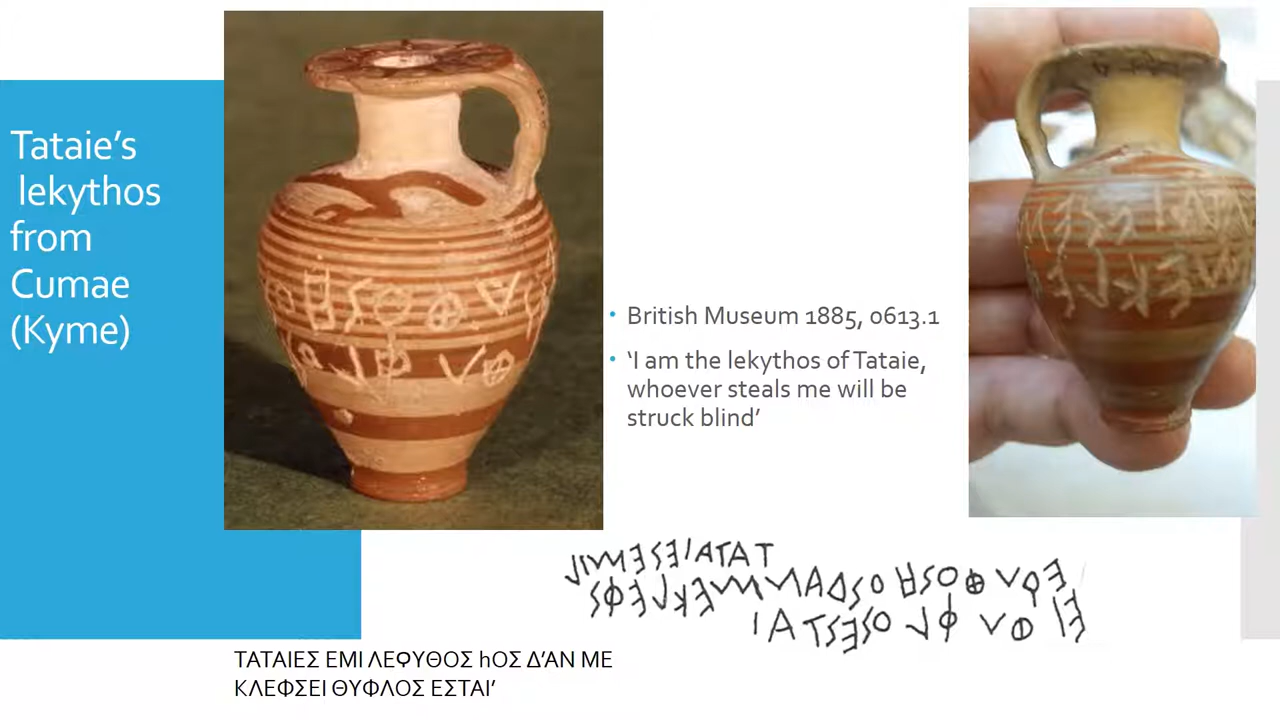 Tataie’s
lekythos
from
Cumae
(Kyme)
• British Museum 1885, 0613.1
• ‘I am the lekythos of Tataie,
whoever steals me will be
struck blind’
ΤΑΤΑΙΕΣ ΕΜΙ ΛΕϘΥΘΟΣ hΟΣ Δ’ΑΝ ΜΕ
ΚΛΕΦΣΕΙ ΘΥΦΛΟΣ ΕΣΤΑΙ’